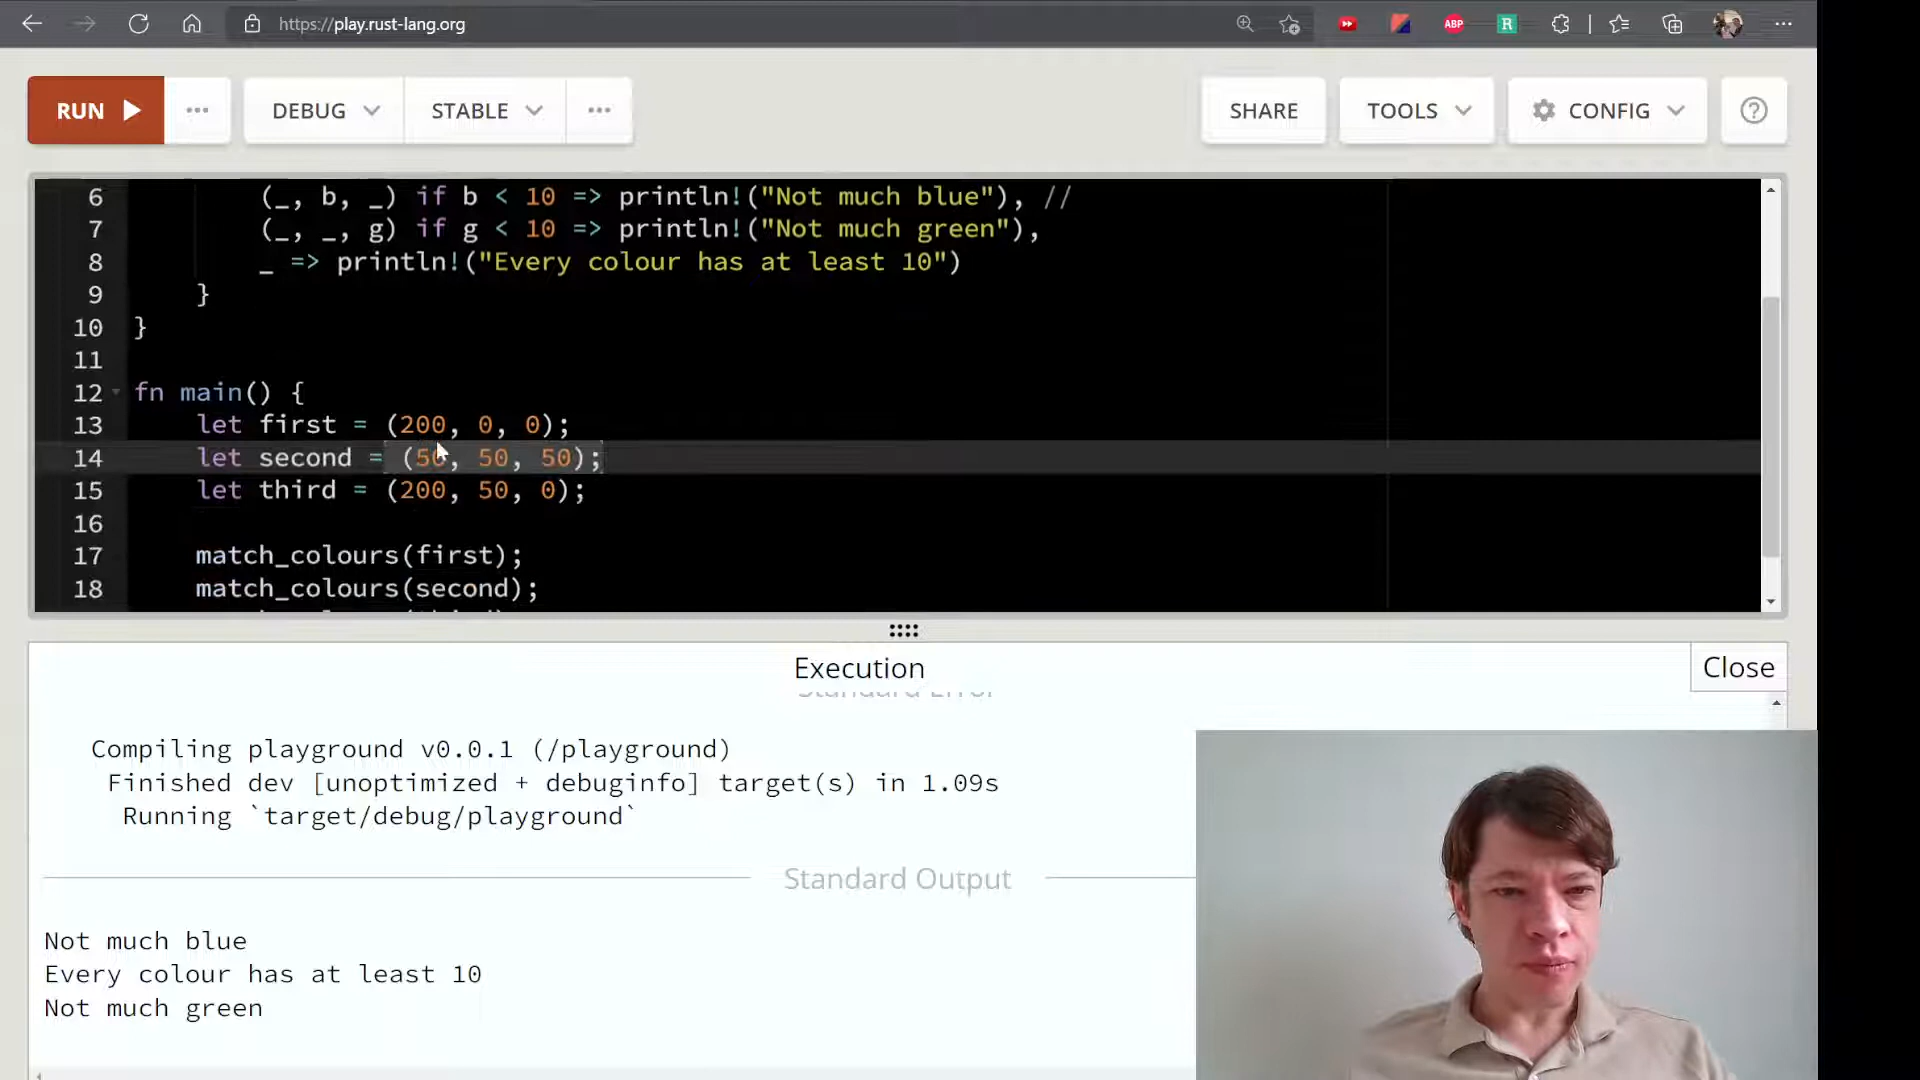 https://play.rust-lang.org
ABP
R
RUN
DEBUG
STABLE
SHARE
TOOLS
CONFIG
6 (_, b, _) if b < 10 => println!("Not much blue"), //
7 (_, _, g) if g < 10 => println!("Not much green"),
8 _ => println!("Every colour has at least 10")
9 }
10 }
11
12 fn main() {
13 let first = (200, 0, 0);
14 let second = (50, 50, 50);
15 let third = (200, 50, 0);
16
17 match_colours(first);
18 match_colours(second);
Execution
Close
Standard Error
Compiling playground v0.0.1 (/playground)
Finished dev [unoptimized + debuginfo] target(s) in 1.09s
Running `target/debug/playground`
Standard Output
Not much blue
Every colour has at least 10
Not much green